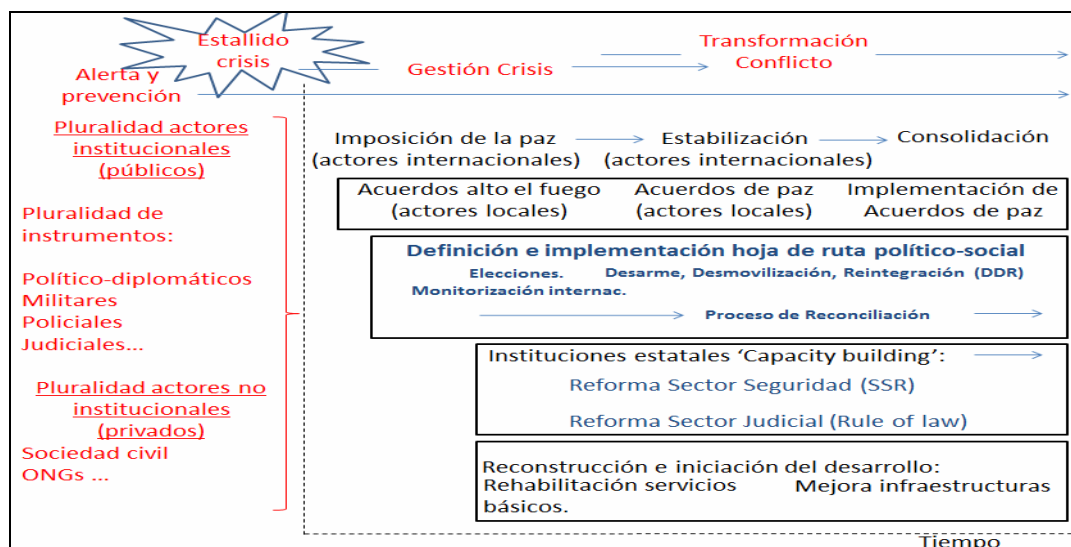 Estallido
crisis
Transformación
Conflicto
Gestión Crisis
Alerta y
prevención
Pluralidad actores
institucionales
(públicos)
Pluralidad de
instrumentos:
Político-diplomáticos
Militares
Policiales
Judiciales...
Pluralidad actores no
institucionales
(privados)
Sociedad civil
ONGs ...
Imposición de la paz
(actores internacionales)
Estabilización
(actores internacionales)
Consolidación
Acuerdos alto el fuego
(actores locales)
Acuerdos de paz
(actores locales)
Implementación de
Acuerdos de paz
Definición e implementación hoja de ruta político-social
Elecciones. Desarme, Desmovilización, Reintegración (DDR)
Monitorización internac.
Proceso de Reconciliación
Instituciones estatales ‘Capacity building’:
Reforma Sector Seguridad (SSR)
Reforma Sector Judicial (Rule of law)
Reconstrucción e iniciación del desarrollo:
Rehabilitación servicios Mejora infraestructuras
básicos.
Tiempo